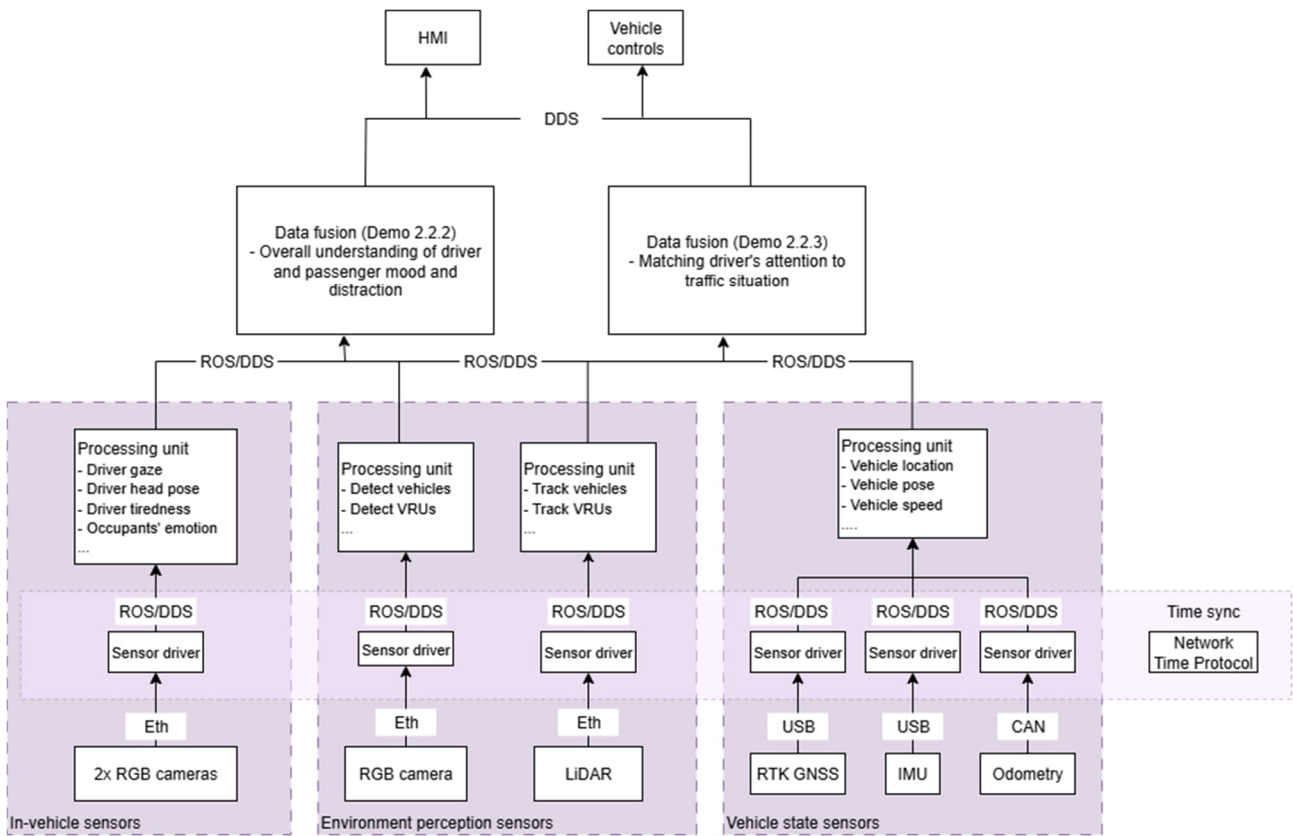 HMI
Vehicle
controls
DDS
Data fusion (Demo 2.2.2)
- Overall understanding of driver
and passenger mood and
distraction
Data fusion (Demo 2.2.3)
- Matching driver's attention to
traffic situation
ROS/DDS
ROS/DDS
ROS/DDS
Processing unit
- Driver gaze
- Driver head pose
- Driver tiredness
- Occupants' emotion
...
Processing unit
- Detect vehicles
- Detect VRUs
...
Processing unit
- Track vehicles
- Track VRUs
...
Processing unit
- Vehicle location
- Vehicle pose
- Vehicle speed
....
ROS/DDS
ROS/DDS
ROS/DDS
ROS/DDS
ROS/DDS
ROS/DDS
Time sync
Sensor driver
Sensor driver
Sensor driver
Sensor driver
Sensor driver
Sensor driver
Network
Time Protocol
Eth
Eth
Eth
USB
USB
CAN
2x RGB cameras
RGB camera
LiDAR
RTK GNSS
IMU
Odometry
In-vehicle sensors
Environment perception sensors
Vehicle state sensors